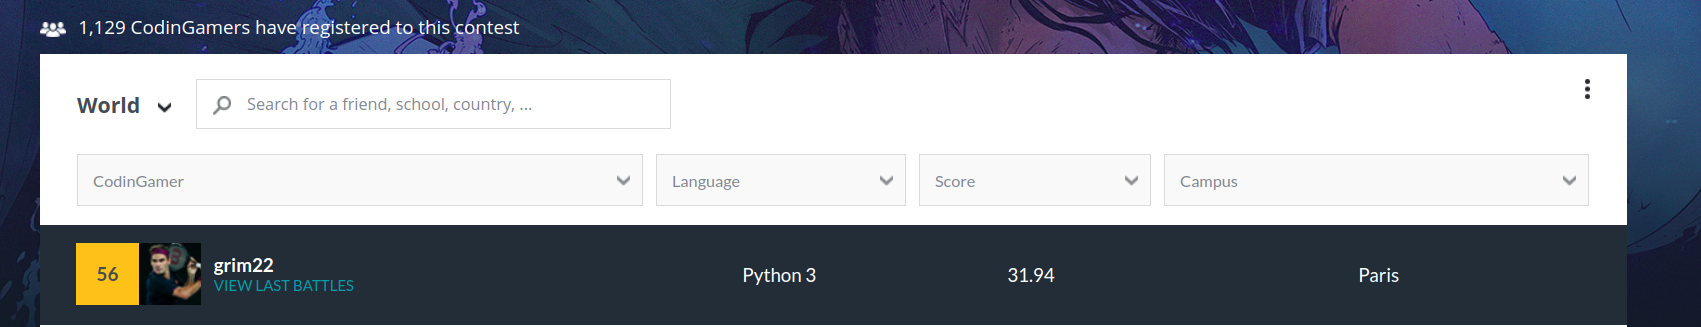 1,129 CodinGamers have registered to this contest
World
Search for a friend, school, country, ...
CodinGamer Language Score Campus
56 grim22 Python 3 31.94 Paris
VIEW LAST BATTLES